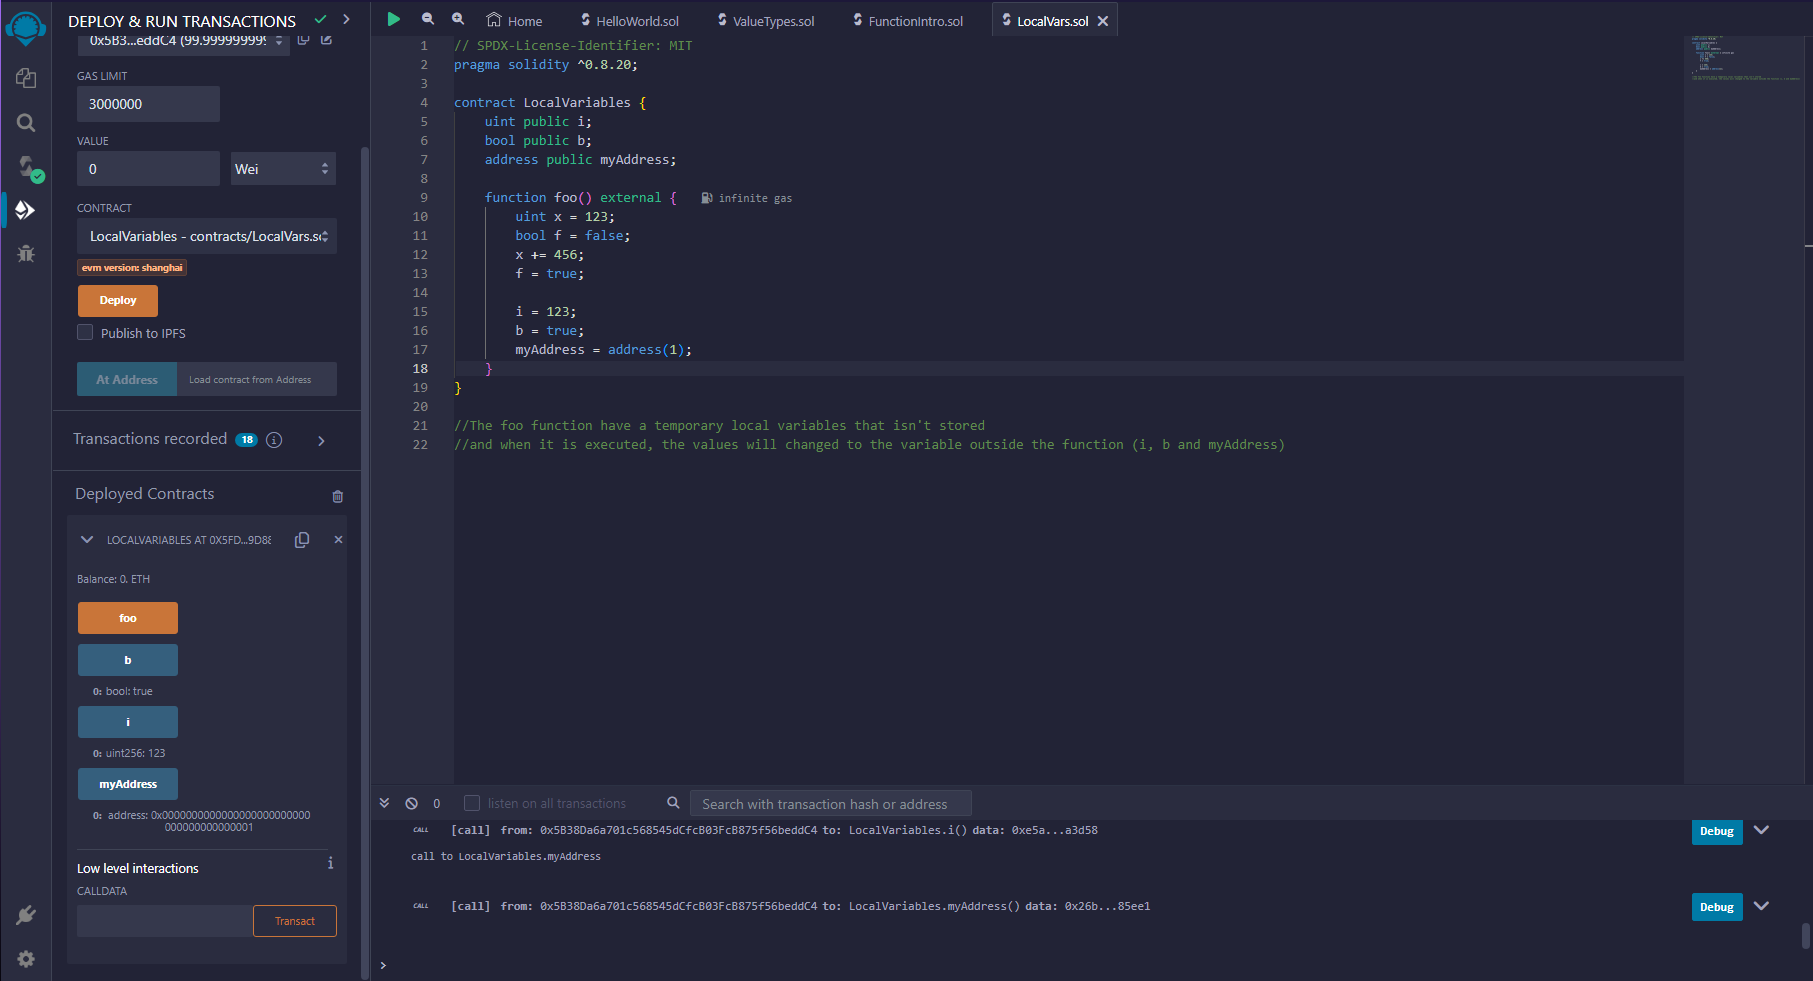 DEPLOY & RUN TRANSACTIONS
0x5B3...eddC4 (99.999999999
GAS LIMIT
3000000
VALUE
0
Wei
CONTRACT
LocalVariables - contracts/LocalVars.s
evm version: shanghai
Deploy
Publish to IPFS
At Address
Load contract from Address
Transactions recorded 18 i
Deployed Contracts
LOCALVARIABLES AT 0X5FD...9D88
Balance: 0. ETH
foo
b
0: bool: true
i
0: uint256: 123
myAddress
0: address: 0x0000000000000000000000000
000000000000001
Low level interactions
i
CALLDATA
Transact
Home
HelloWorld.sol
ValueTypes.sol
FunctionIntro.sol
LocalVars.sol
1 // SPDX-License-Identifier: MIT
2 pragma solidity ^0.8.20;
3
4 contract LocalVariables {
5 uint public i;
6 bool public b;
7 address public myAddress;
8
9 function foo() external { infinite gas
10 uint x = 123;
11 bool f = false;
12 x += 456;
13 f = true;
14
15 i = 123;
16 b = true;
17 myAddress = address(1);
18 }
19 }
20
21 //The foo function have a temporary local variables that isn't stored
22 //and when it is executed, the values will changed to the variable outside the function (i, b and myAddress)
0
listen on all transactions
Search with transaction hash or address
CALL [call] from: 0x5B38Da6a701c568545dCfcB03FcB875f56beddC4 to: LocalVariables.i() data: 0xe5a...a3d58
Debug
call to LocalVariables.myAddress
CALL [call] from: 0x5B38Da6a701c568545dCfcB03FcB875f56beddC4 to: LocalVariables.myAddress() data: 0x26b...85ee1
Debug
>